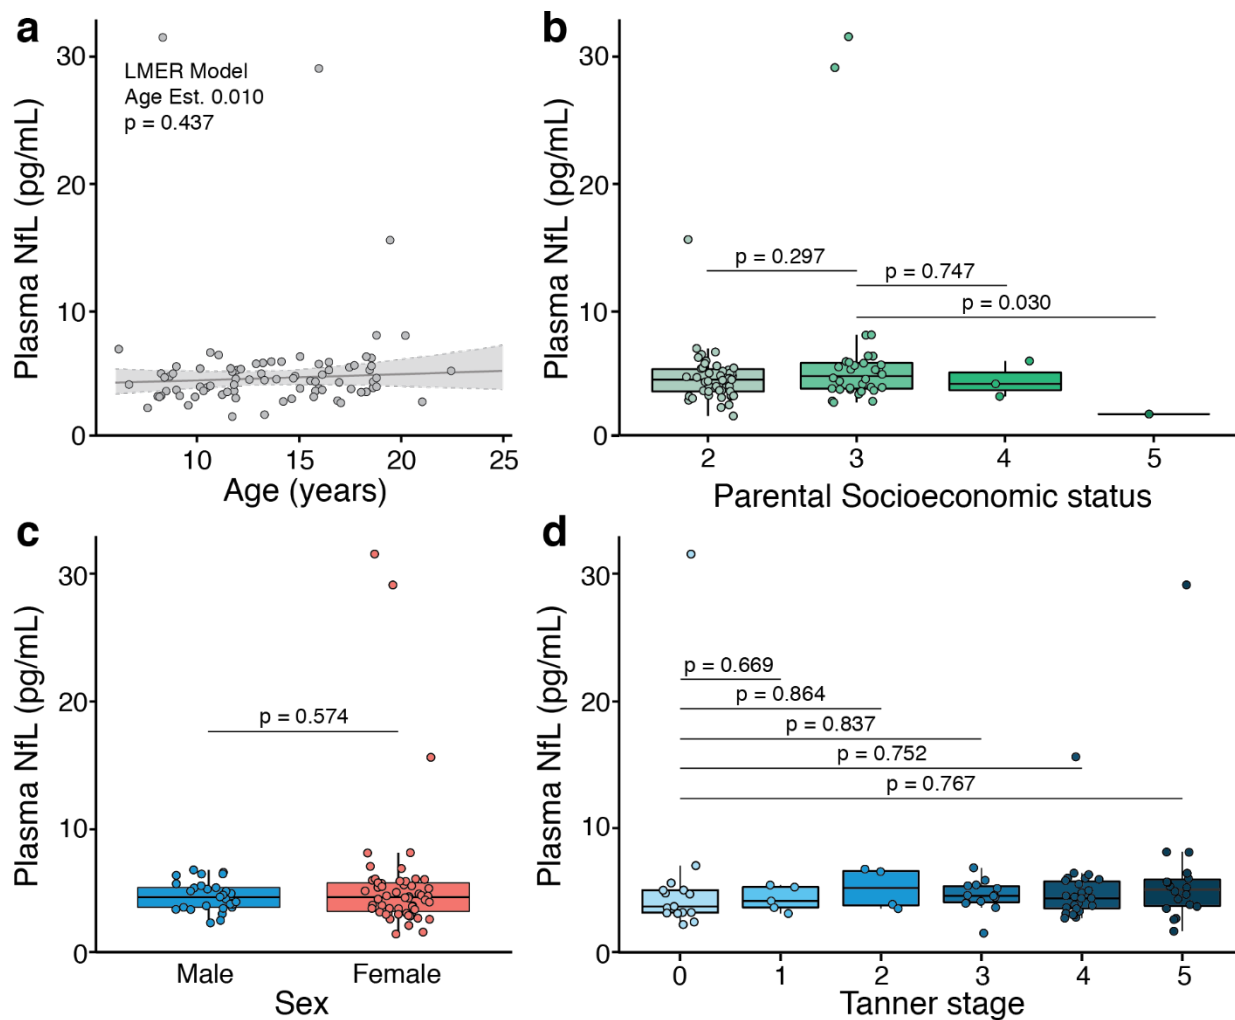 a
Plasma NfL (pg/mL)
30
20
10
0
LMER Model
Age Est. 0.010
p = 0.437
10
15
20
25
Age (years)
b
Plasma NfL (pg/mL)
30
20
10
0
p = 0.297
p = 0.747
p = 0.030
2
3
4
5
Parental Socioeconomic status
c
Plasma NfL (pg/mL)
30
20
10
0
p = 0.574
Male
Female
Sex
d
Plasma NfL (pg/mL)
30
20
10
0
p = 0.669
p = 0.864
p = 0.837
p = 0.752
p = 0.767
0
1
2
3
4
5
Tanner stage